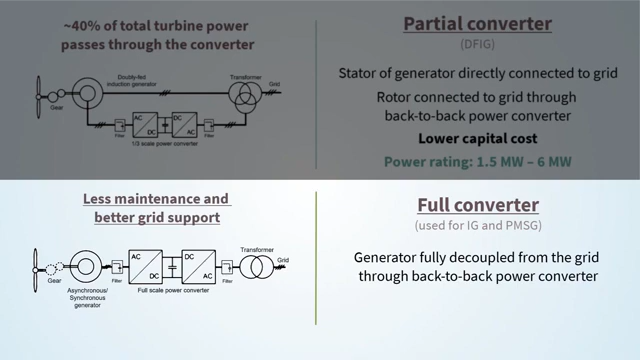 ~40% of total turbine power
passes through the converter
Doubly-fed
induction generator
Transformer
Grid
Gear
AC
DC
AC
DC
Filter
Filter
1/3 scale power converter
Partial converter
(DFIG)
Stator of generator directly connected to grid
Rotor connected to grid through
back-to-back power converter
Lower capital cost
Power rating: 1.5 MW – 6 MW
Less maintenance and
better grid support
Transformer
Grid
AC
DC
DC
AC
Gear
Filter
Filter
Asynchronous/
Synchronous
generator
Full scale power converter
Full converter
(used for IG and PMSG)
Generator fully decoupled from the grid
through back-to-back power converter